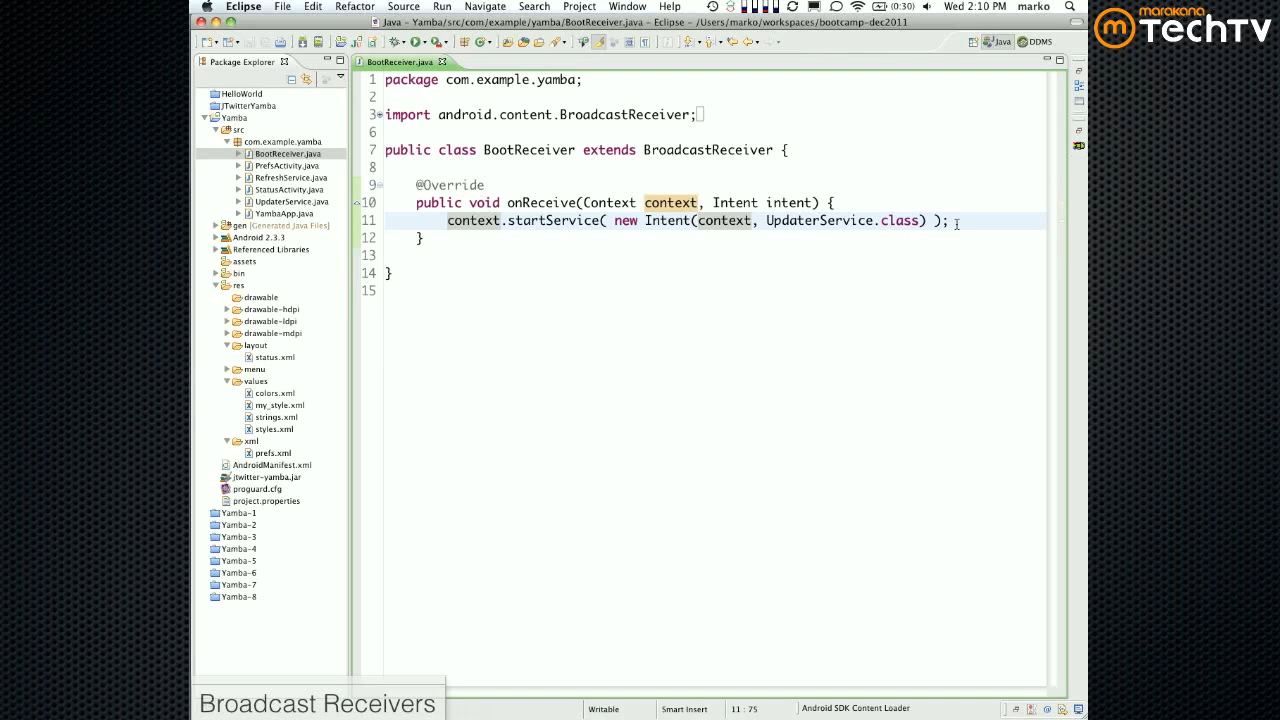 Eclipse File Edit Refactor Source Run Navigate Search Project Window Help (0:30) Wed 2:10 PM marko
Java - Yamba/src/com/example/yamba/BootReceiver.java - Eclipse - /Users/marko/workspaces/bootcamp-dec2011
marakana
TechTV
Java DDMS
Package Explorer
HelloWorld
JTwitterYamba
Yamba
src
com.example.yamba
BootReceiver.java
PrefsActivity.java
RefreshService.java
StatusActivity.java
UpdaterService.java
YambaApp.java
gen [Generated Java Files]
Android 2.3.3
Referenced Libraries
assets
bin
res
drawable
drawable-hdpi
drawable-ldpi
drawable-mdpi
layout
status.xml
menu
values
colors.xml
my_style.xml
strings.xml
styles.xml
xml
prefs.xml
AndroidManifest.xml
jtwitter-yamba.jar
proguard.cfg
project.properties
Yamba-1
Yamba-2
Yamba-3
Yamba-4
Yamba-5
Yamba-6
Yamba-7
Yamba-8
BootReceiver.java
1 package com.example.yamba;
2
3 import android.content.BroadcastReceiver;
6
7 public class BootReceiver extends BroadcastReceiver {
8
9 @Override
10 public void onReceive(Context context, Intent intent) {
11 context.startService( new Intent(context, UpdaterService.class) );
12 }
13
14 }
15
Broadcast Receivers
Writable Smart Insert 11 : 75 Android SDK Content Loader